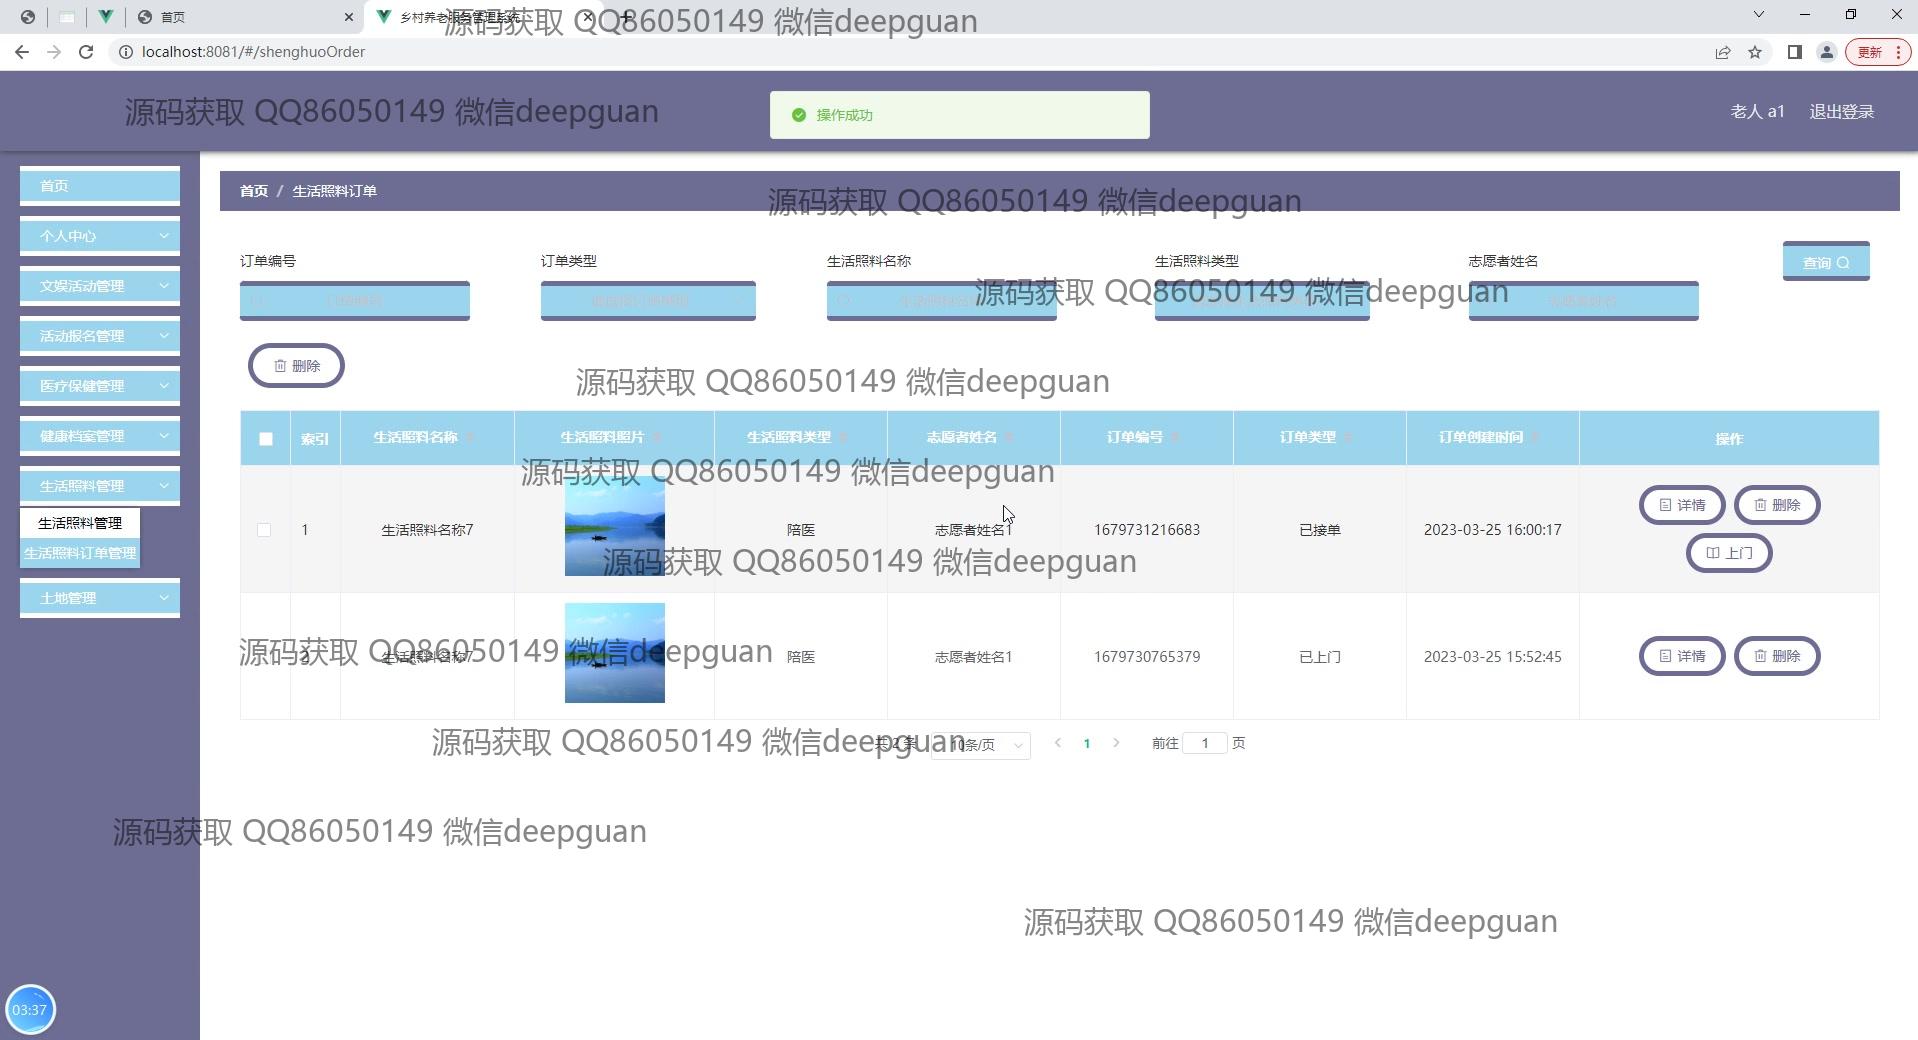 首页
乡村养老服务管理系统
源码获取 QQ86050149 微信deepguan
localhost:8081/#/shenghuoOrder
更新
源码获取 QQ86050149 微信deepguan
操作成功
老人 a1
退出登录
首页
个人中心
文娱活动管理
活动报名管理
医疗保健管理
健康档案管理
生活照料管理
生活照料管理
生活照料订单管理
土地管理
首页 / 生活照料订单
源码获取 QQ86050149 微信deepguan
订单编号
订单类型
生活照料名称
生活照料类型
志愿者姓名
查询
源码获取 QQ86050149 微信deepguan
删除
源码获取 QQ86050149 微信deepguan
索引 生活照料名称 生活照料照片 生活照料类型 志愿者姓名 订单编号 订单类型 订单创建时间 操作
源码获取 QQ86050149 微信deepguan
1 生活照料名称7 陪医 志愿者姓名1 1679731216683 已接单 2023-03-25 16:00:17 详情 删除
上门
源码获取 QQ86050149 微信deepguan
生活照料名称7 陪医 志愿者姓名1 1679730765379 已上门 2023-03-25 15:52:45 详情 删除
源码获取 QQ86050149 微信deepguan
共 2 条 10条/页 1 前往 1 页
源码获取 QQ86050149 微信deepguan
源码获取 QQ86050149 微信deepguan
源码获取 QQ86050149 微信deepguan
03:37